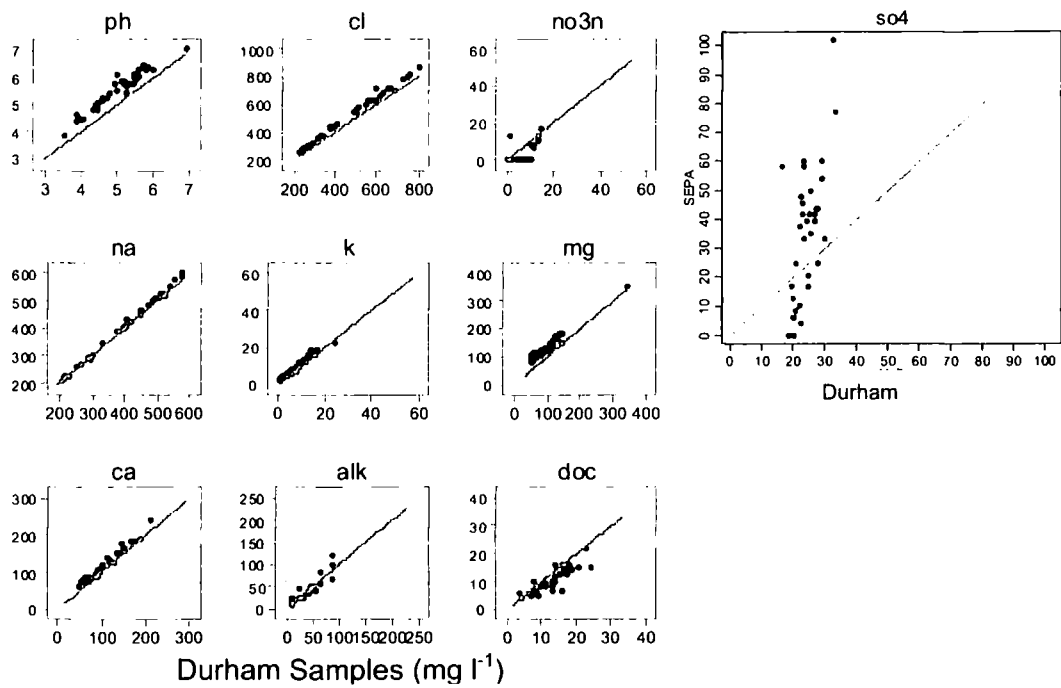 ph cl no3n so4
7 6 5 4 3
3 4 5 6 7
1000 800 600 400 200
200 400 600 800
60 40 20 0
0 20 40 60
100 90 80 70 60 50 40 30 20 10 0
SEPA
0 10 20 30 40 50 60 70 80 90 100
Durham
na k mg
600 500 400 300 200
200 300 400 500 600
60 40 20 0
0 20 40 60
400 300 200 100 0
0 100 200 300 400
ca alk doc
300 200 100 0
0 100 200 300
250 200 150 100 50 0
0 50 100 150 200 250
40 30 20 10 0
0 10 20 30 40
Durham Samples (mg l⁻¹)